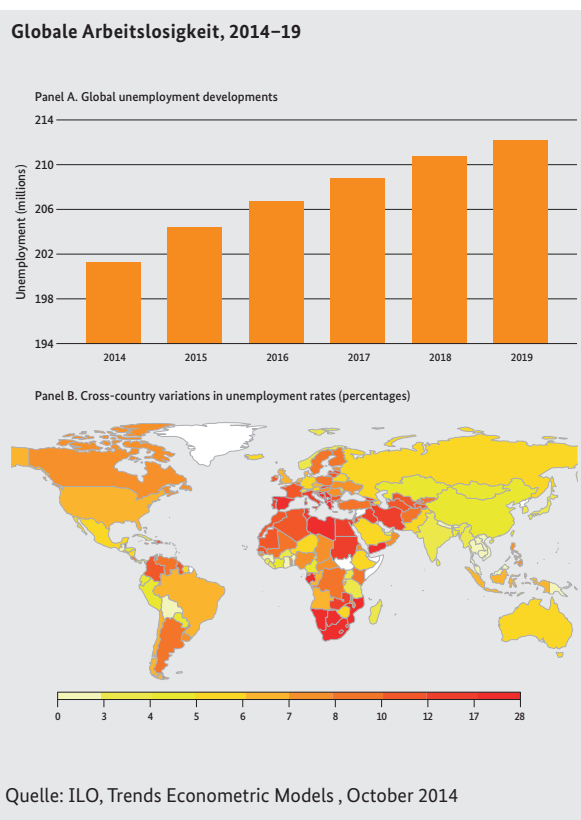 Globale Arbeitslosigkeit, 2014–19
Panel A. Global unemployment developments
Unemployment (millions)
214
210
206
202
198
194
2014 2015 2016 2017 2018 2019
Panel B. Cross-country variations in unemployment rates (percentages)
0 3 4 5 6 7 8 10 12 17 28
Quelle: ILO, Trends Econometric Models , October 2014